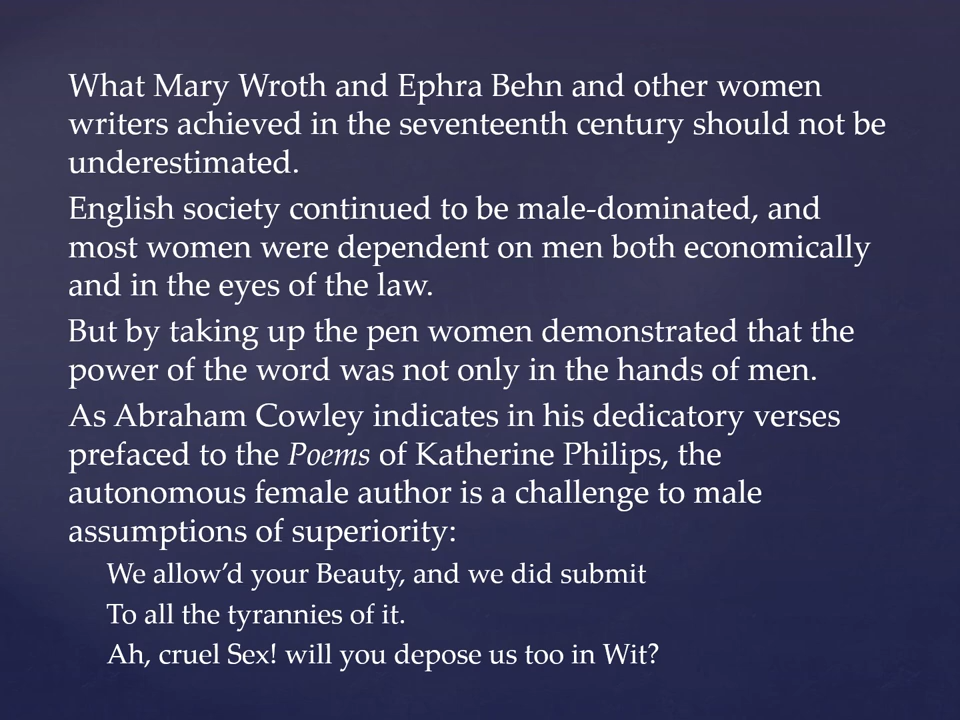 What Mary Wroth and Ephra Behn and other women
writers achieved in the seventeenth century should not be
underestimated.
English society continued to be male-dominated, and
most women were dependent on men both economically
and in the eyes of the law.
But by taking up the pen women demonstrated that the
power of the word was not only in the hands of men.
As Abraham Cowley indicates in his dedicatory verses
prefaced to the Poems of Katherine Philips, the
autonomous female author is a challenge to male
assumptions of superiority:
We allow’d your Beauty, and we did submit
To all the tyrannies of it.
Ah, cruel Sex! will you depose us too in Wit?